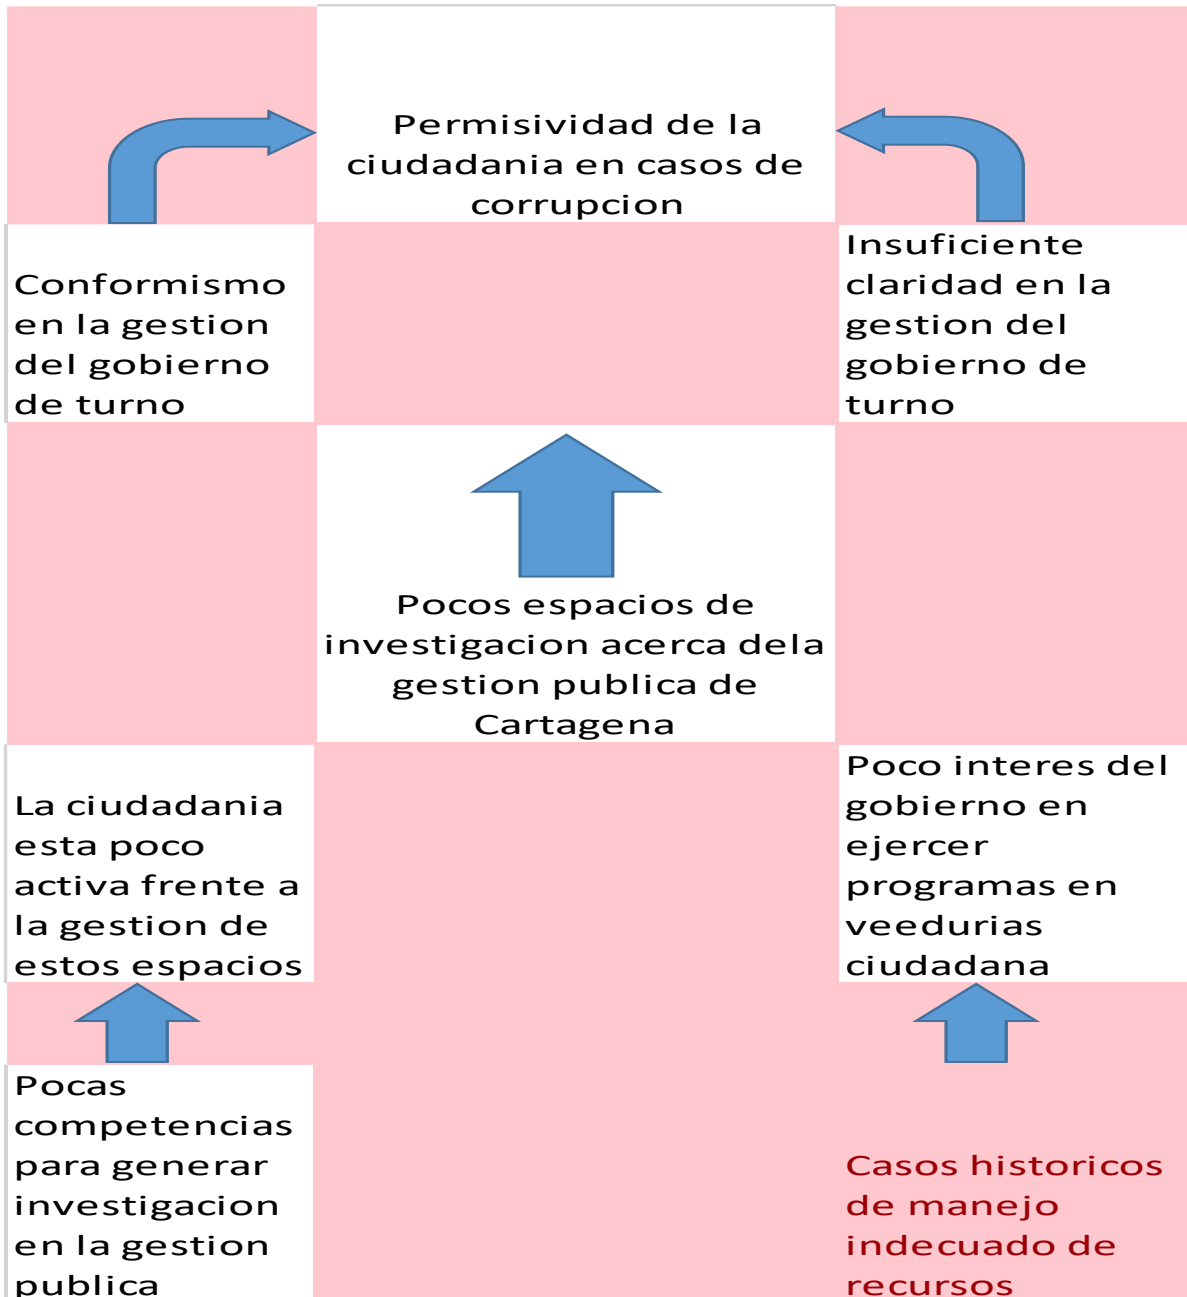 Permisividad de la
ciudadania en casos de
corrupcion
Conformismo
en la gestion
del gobierno
de turno
Insuficiente
claridad en la
gestion del
gobierno de
turno
Pocos espacios de
investigacion acerca dela
gestion publica de
Cartagena
La ciudadania
esta poco
activa frente a
la gestion de
estos espacios
Poco interes del
gobierno en
ejercer
programas en
veedurias
ciudadana
Pocas
competencias
para generar
investigacion
en la gestion
publica
Casos historicos
de manejo
indecuado de
recursos